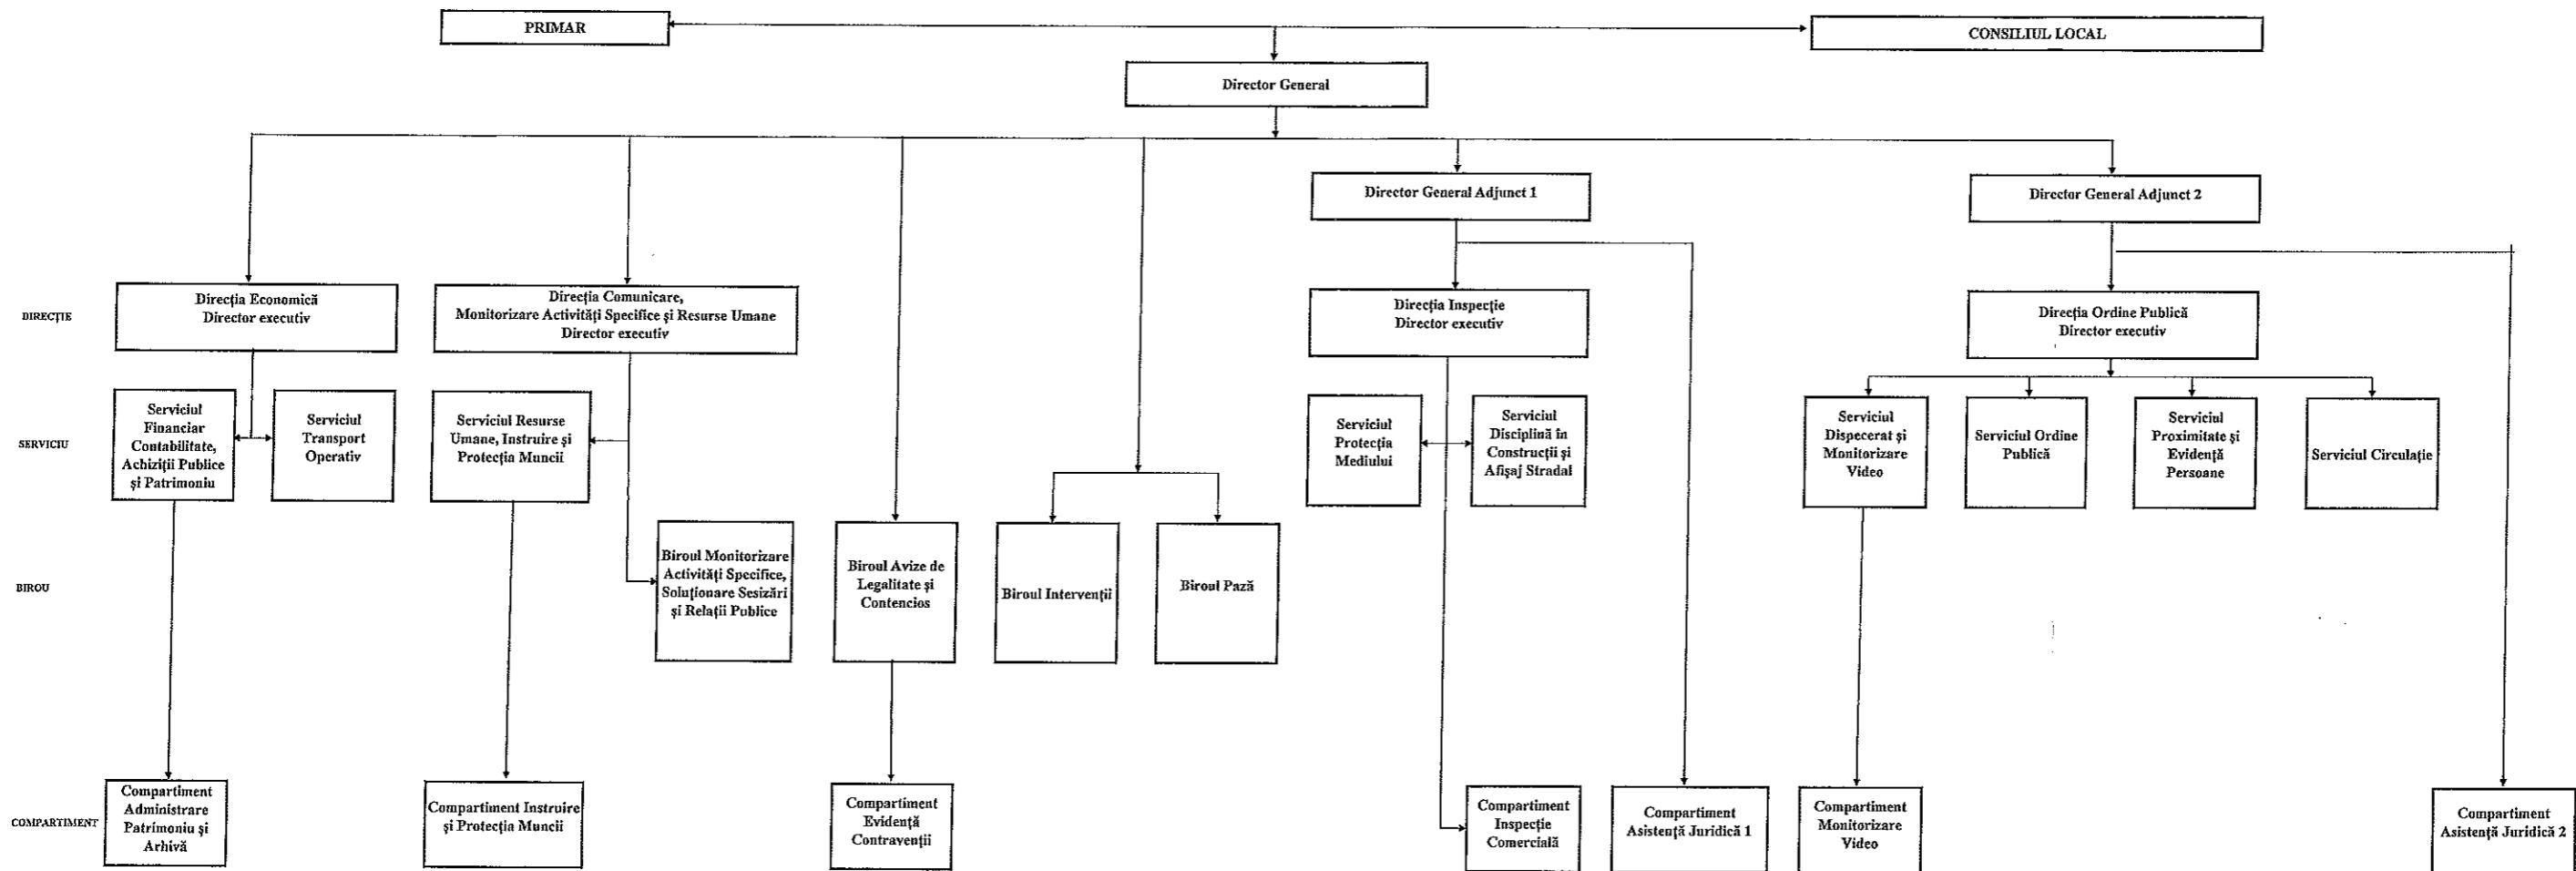 PRIMAR
CONSILIUL LOCAL
Director General
Director General Adjunct 1
Director General Adjunct 2
DIRECȚIE
Direcția Economică
Director executiv
Direcția Comunicare,
Monitorizare Activități Specifice și Resurse Umane
Director executiv
Direcția Inspecție
Director executiv
Direcția Ordine Publică
Director executiv
SERVICIU
Serviciul
Financiar
Contabilitate,
Achiziții Publice
și Patrimoniu
Serviciul
Transport
Operativ
Serviciul Resurse
Umane, Instruire și
Protecția Muncii
Serviciul
Protecția
Mediului
Serviciul
Disciplină în
Construcții și
Afișaj Stradal
Serviciul
Dispecerat și
Monitorizare
Video
Serviciul Ordine
Publică
Serviciul
Proximitate și
Evidență
Persoane
Serviciul Circulație
BIROU
Biroul Monitorizare
Activități Specifice,
Soluționare Sesizări
și Relații Publice
Biroul Avize de
Legalitate și
Contencios
Biroul Intervenții
Biroul Pază
COMPARTIMENT
Compartiment
Administrare
Patrimoniu și
Arhivă
Compartiment Instruire
și Protecția Muncii
Compartiment
Evidență
Contravenții
Compartiment
Inspecție
Comercială
Compartiment
Asistență Juridică 1
Compartiment
Monitorizare
Video
Compartiment
Asistență Juridică 2